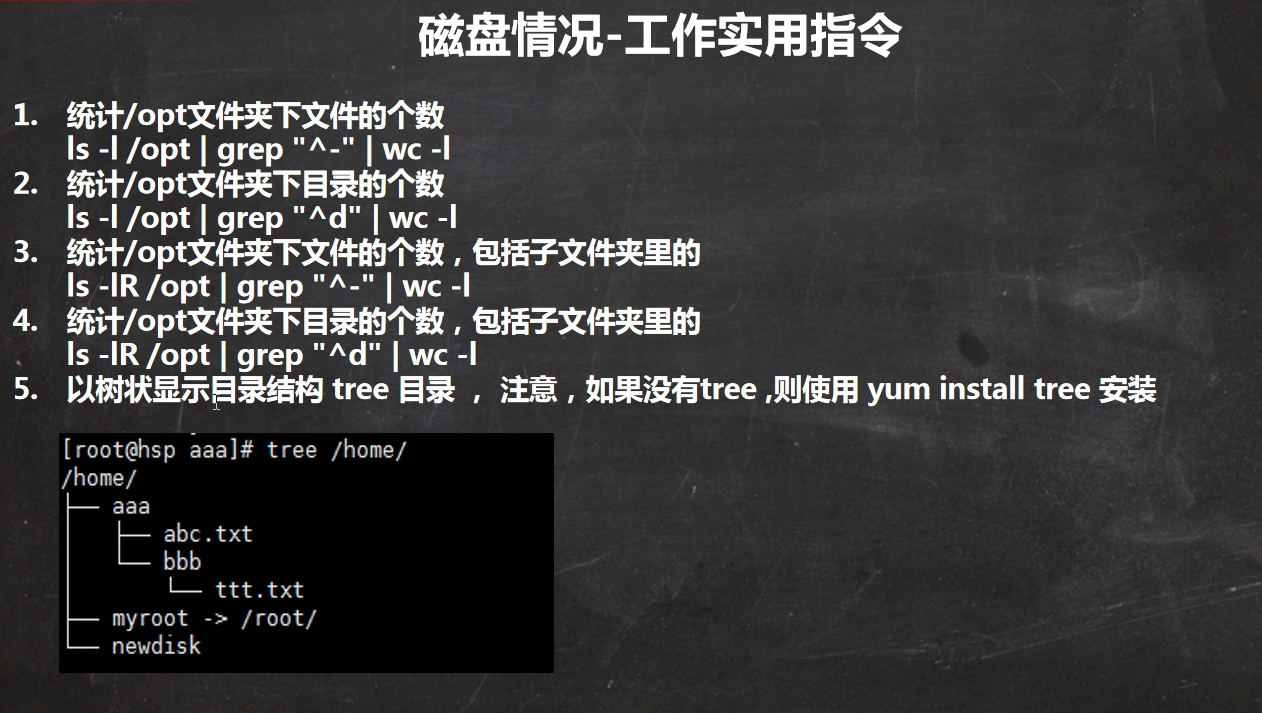 磁盘情况-工作实用指令
1. 统计/opt文件夹下文件的个数
ls -l /opt | grep "^-" | wc -l
2. 统计/opt文件夹下目录的个数
ls -l /opt | grep "^d" | wc -l
3. 统计/opt文件夹下文件的个数，包括子文件夹里的
ls -lR /opt | grep "^-" | wc -l
4. 统计/opt文件夹下目录的个数，包括子文件夹里的
ls -lR /opt | grep "^d" | wc -l
5. 以树状显示目录结构 tree 目录 ， 注意，如果没有tree ,则使用 yum install tree 安装
[root@hsp aaa]# tree /home/
/home/
├── aaa
│   ├── abc.txt
│   └── bbb
│       └── ttt.txt
├── myroot -> /root/
└── newdisk